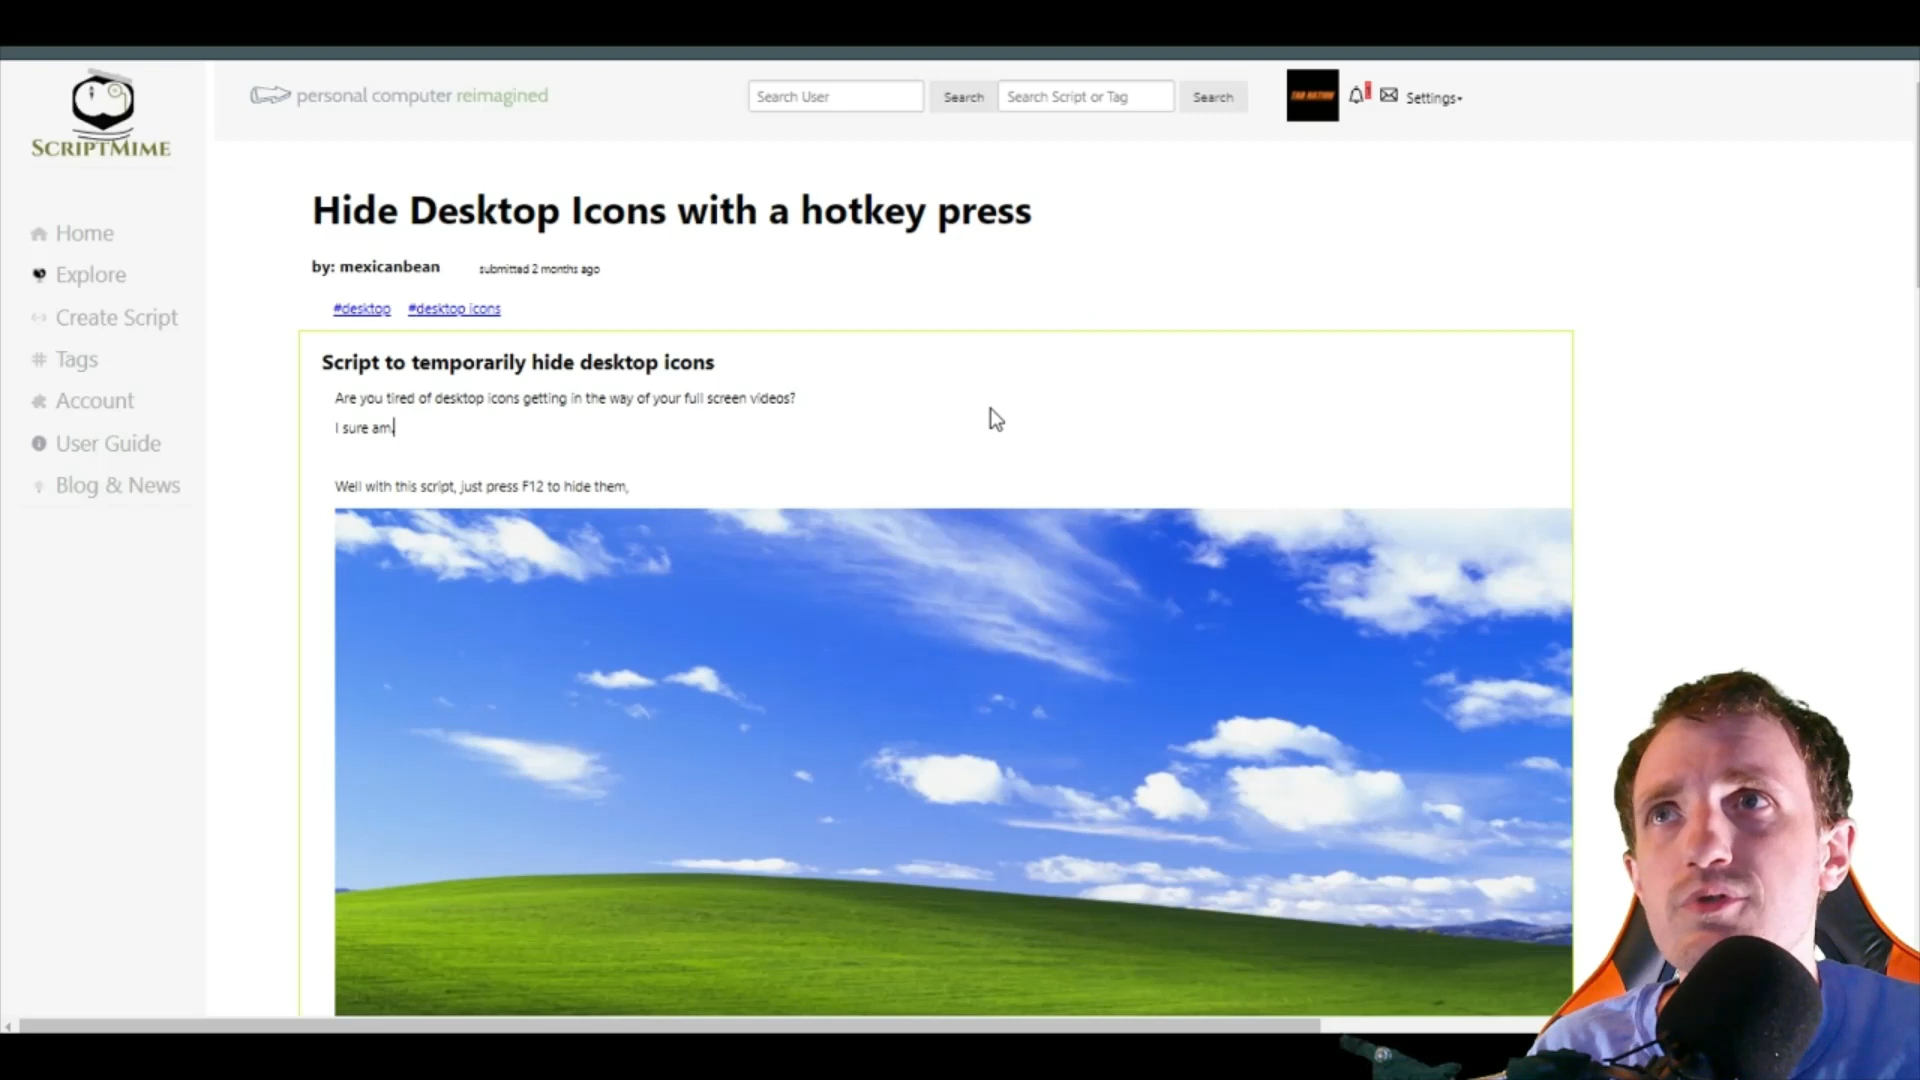 SCRIPTMIME
personal computer reimagined
Search User
Search
Search Script or Tag
Search
TAB NATION
Settings
Home
Explore
Create Script
Tags
Account
User Guide
Blog & News
Hide Desktop Icons with a hotkey press
by: mexicanbean
submitted 2 months ago
#desktop
#desktop icons
Script to temporarily hide desktop icons
Are you tired of desktop icons getting in the way of your full screen videos?
I sure am.
Well with this script, just press F12 to hide them,